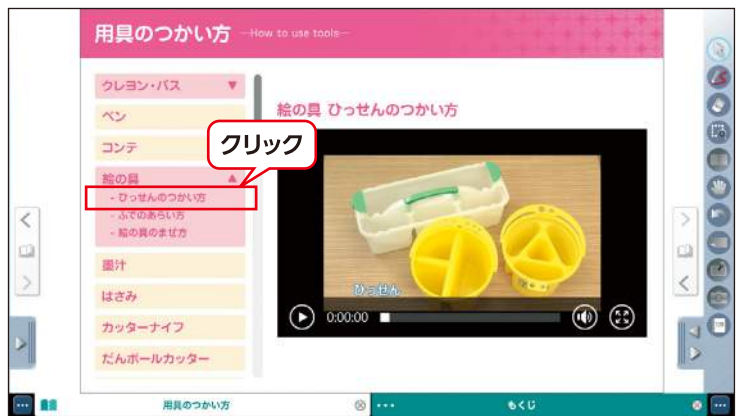 用具のつかい方 —How to use tools—
クレヨン・パス ▼
ペン
コンテ
絵の具 ▲
- ひっせんのつかい方
- ふでのあらい方
- 絵の具のまぜ方
墨汁
はさみ
カッターナイフ
だんボールカッター
クリック
絵の具 ひっせんのつかい方
ひっせん
0:00:00
用具のつかい方
もくじ